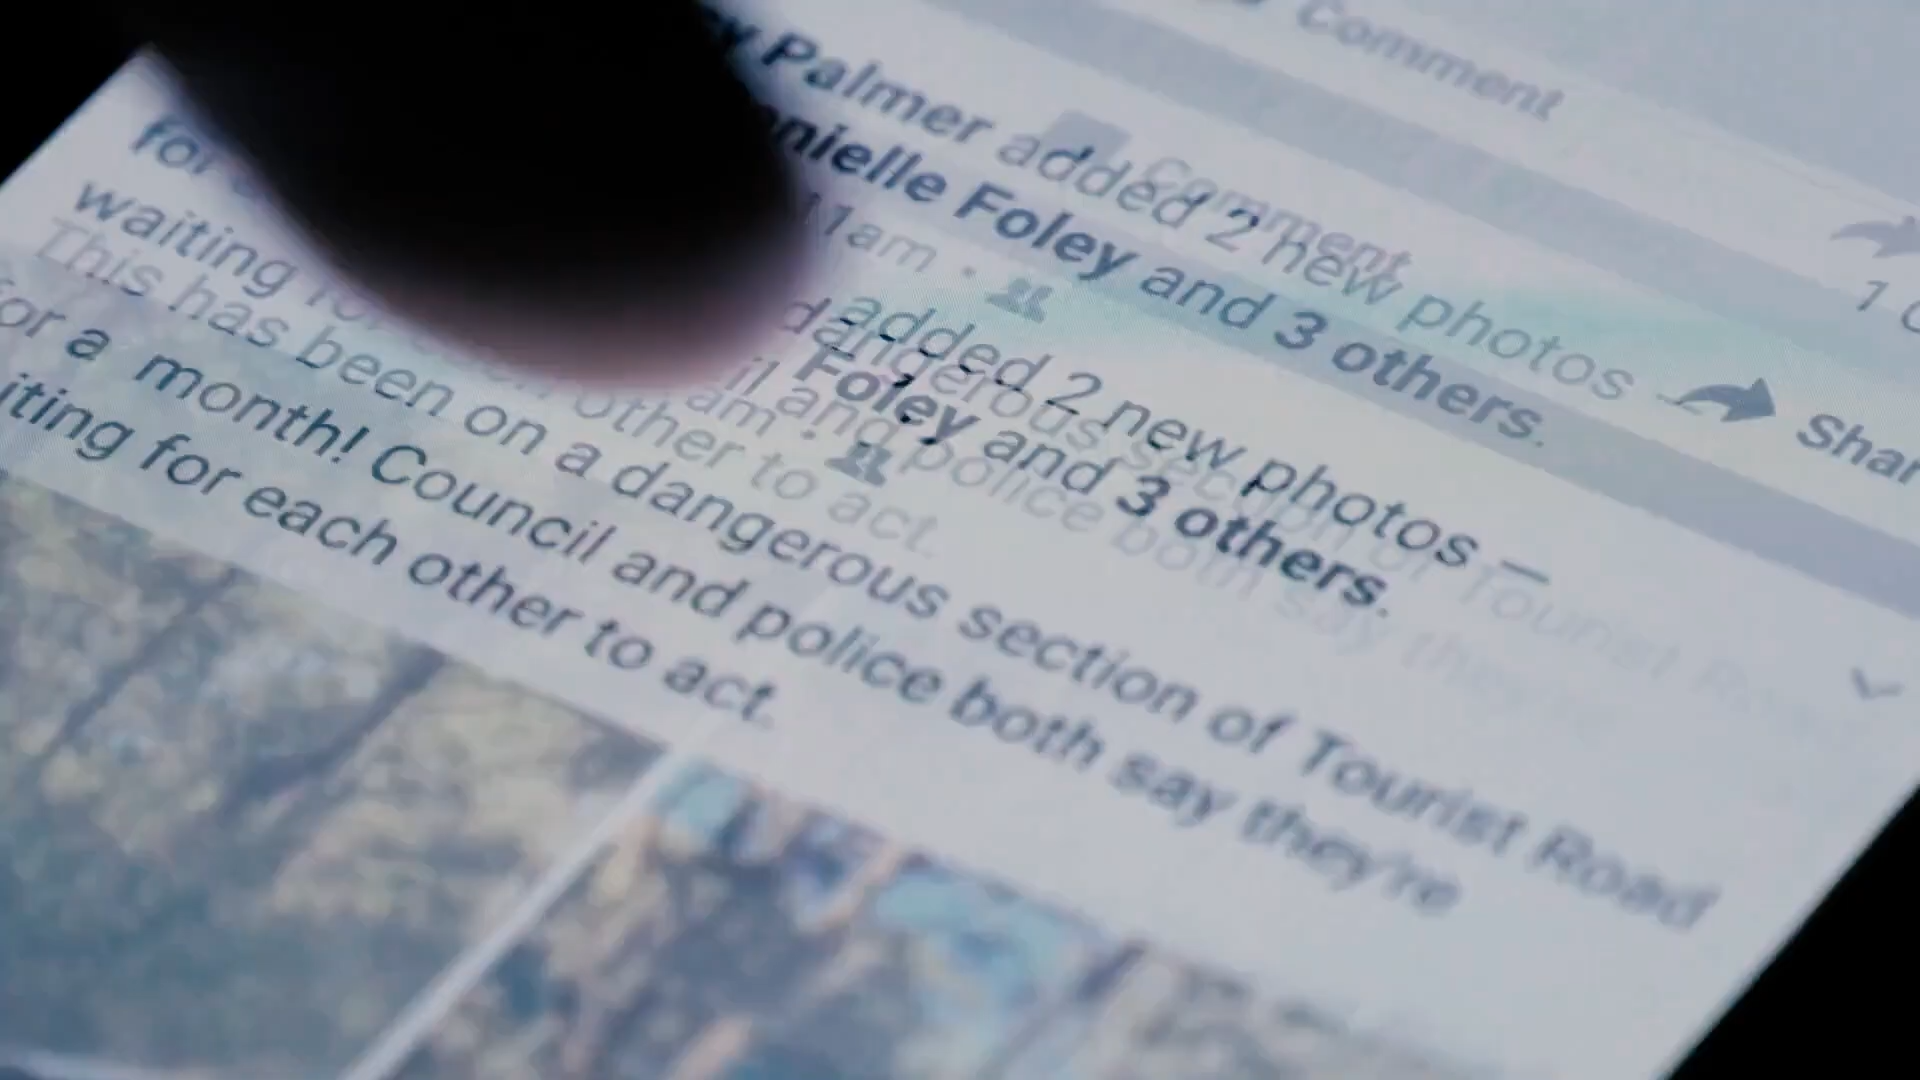 Comment
Palmer added 2 new photos —
nielle Foley and 3 others.
11am ·
Share
Comment
added 2 new photos —
Foley and 3 others.
am ·
This has been on a dangerous section of Tourist Road
for a month! Council and police both say they're
iting for each other to act.